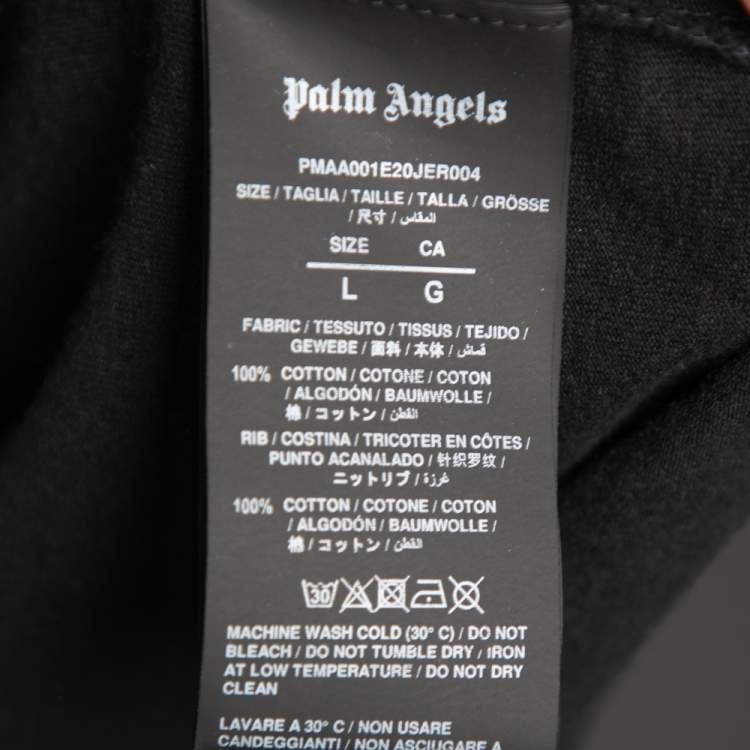 Palm Angels
PMAA001E20JER004
SIZE / TAGLIA / TAILLE / TALLA / GRÖSSE
/ 尺寸 / المقاس
SIZE CA
L G
FABRIC / TESSUTO / TISSUS / TEJIDO /
GEWEBE / 面料 / 本体 / قماش
100% COTTON / COTONE / COTON
/ ALGODÓN / BAUMWOLLE /
棉 / コットン / القطن
RIB / COSTINA / TRICOTER EN CÔTES /
PUNTO ACANALADO / 针织罗纹 /
ニットリブ / غرزة
100% COTTON / COTONE / COTON
/ ALGODÓN / BAUMWOLLE /
棉 / コットン / القطن
30
MACHINE WASH COLD (30° C) / DO NOT
BLEACH / DO NOT TUMBLE DRY / IRON
AT LOW TEMPERATURE / DO NOT DRY
CLEAN
LAVARE A 30° C / NON USARE
CANDEGGIANTI / NON ASCIUGARE A